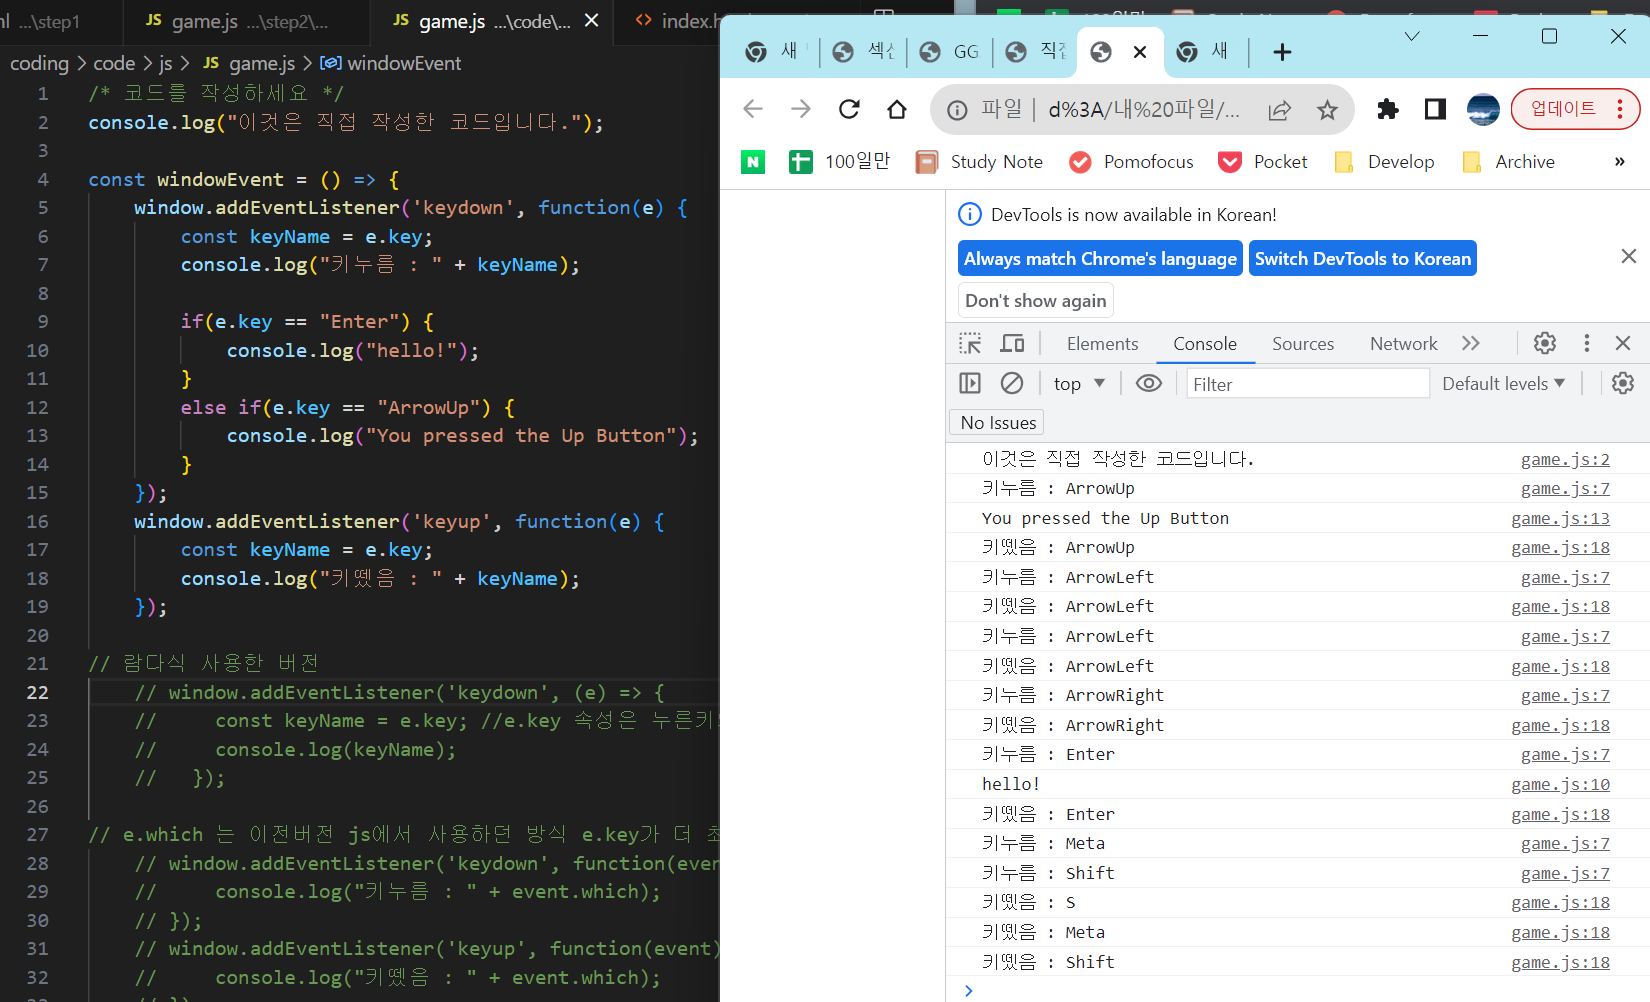 nl ...\step1
JS game.js ...\step2\...
JS game.js ...\code\...
<> index.h
coding > code > js > JS game.js > windowEvent
1 /* 코드를 작성하세요 */
2 console.log("이것은 직접 작성한 코드입니다.");
3
4 const windowEvent = () => {
5 window.addEventListener('keydown', function(e) {
6 const keyName = e.key;
7 console.log("키누름 : " + keyName);
8
9 if(e.key == "Enter") {
10 console.log("hello!");
11 }
12 else if(e.key == "ArrowUp") {
13 console.log("You pressed the Up Button");
14 }
15 });
16 window.addEventListener('keyup', function(e) {
17 const keyName = e.key;
18 console.log("키뗐음 : " + keyName);
19 });
20
21 // 람다식 사용한 버전
22 // window.addEventListener('keydown', (e) => {
23 // const keyName = e.key; //e.key 속성은 누른키
24 // console.log(keyName);
25 // });
26
27 // e.which 는 이전버전 js에서 사용하던 방식 e.key가 더 초
28 // window.addEventListener('keydown', function(even
29 // console.log("키누름 : " + event.which);
30 // });
31 // window.addEventListener('keyup', function(event)
32 // console.log("키뗐음 : " + event.which);
새
섹션
GG
직접
새
파일 | d%3A/내%20파일/...
업데이트
N
100일만
Study Note
Pomofocus
Pocket
Develop
Archive
»
DevTools is now available in Korean!
Always match Chrome's language
Switch DevTools to Korean
Don't show again
Elements Console Sources Network
top
Filter
Default levels
No Issues
이것은 직접 작성한 코드입니다. game.js:2
키누름 : ArrowUp game.js:7
You pressed the Up Button game.js:13
키뗐음 : ArrowUp game.js:18
키누름 : ArrowLeft game.js:7
키뗐음 : ArrowLeft game.js:18
키누름 : ArrowLeft game.js:7
키뗐음 : ArrowLeft game.js:18
키누름 : ArrowRight game.js:7
키뗐음 : ArrowRight game.js:18
키누름 : Enter game.js:7
hello! game.js:10
키뗐음 : Enter game.js:18
키누름 : Meta game.js:7
키누름 : Shift game.js:7
키뗐음 : S game.js:18
키뗐음 : Meta game.js:18
키뗐음 : Shift game.js:18